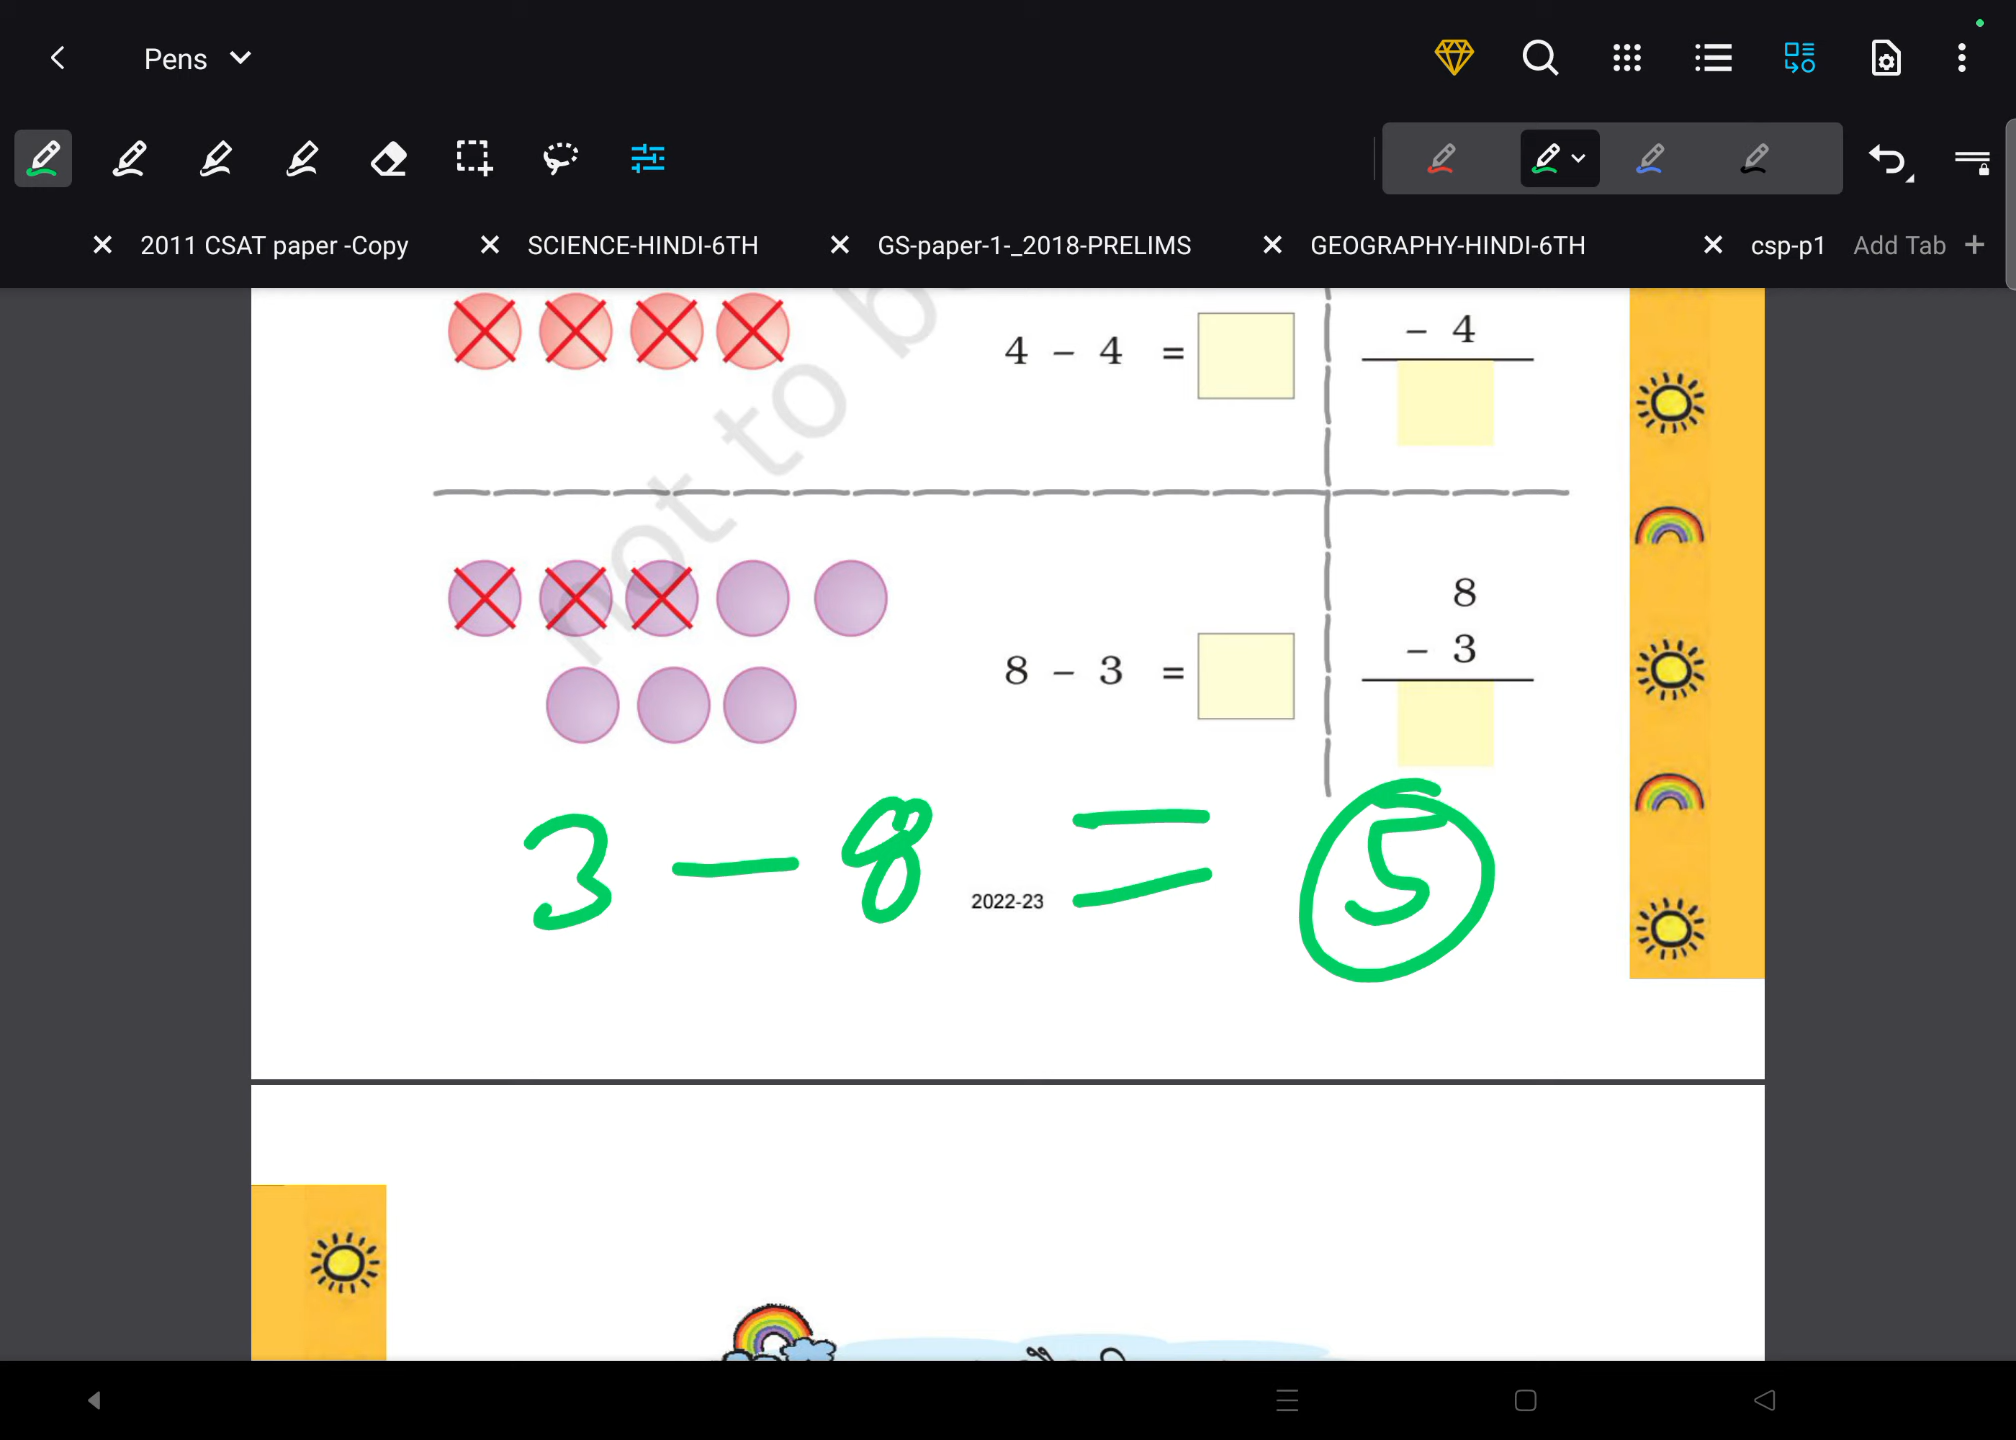 Pens
2011 CSAT paper -Copy SCIENCE-HINDI-6TH GS-paper-1-_2018-PRELIMS GEOGRAPHY-HINDI-6TH csp-p1 Add Tab +
not to b
4 – 4 =
– 4
8
– 3
8 – 3 =
3 – 8 = 5
2022-23